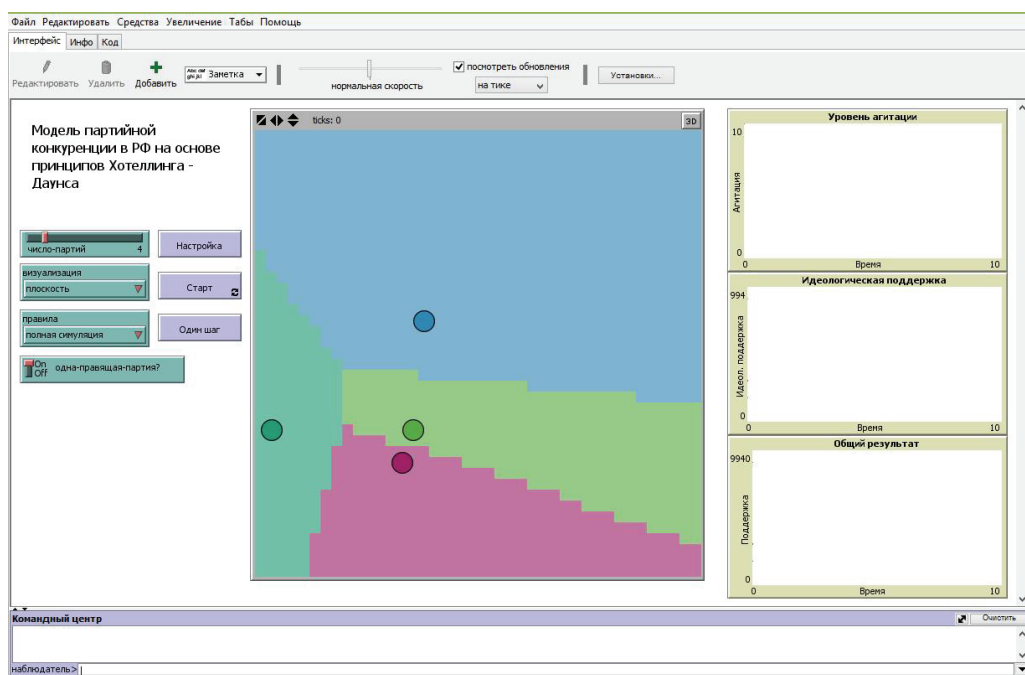 Файл Редактировать Средства Увеличение Табы Помощь
Интерфейс Инфо Код
Редактировать Удалить Добавить
Заметка
нормальная скорость
посмотреть обновления
на тике
Установки...
Модель партийной
конкуренции в РФ на основе
принципов Хотеллинга -
Даунса
число-партий 4
Настройка
визуализация
плоскость
Старт
правила
полная симуляция
Один шаг
On
Off
одна-правящая-партия?
ticks: 0
3D
Уровень агитации
10
Агитация
0
0 Время 10
Идеологическая поддержка
994
Идеол. поддержка
0
0 Время 10
Общий результат
9940
Поддержка
0
0 Время 10
Командный центр
Очистить
наблюдатель>